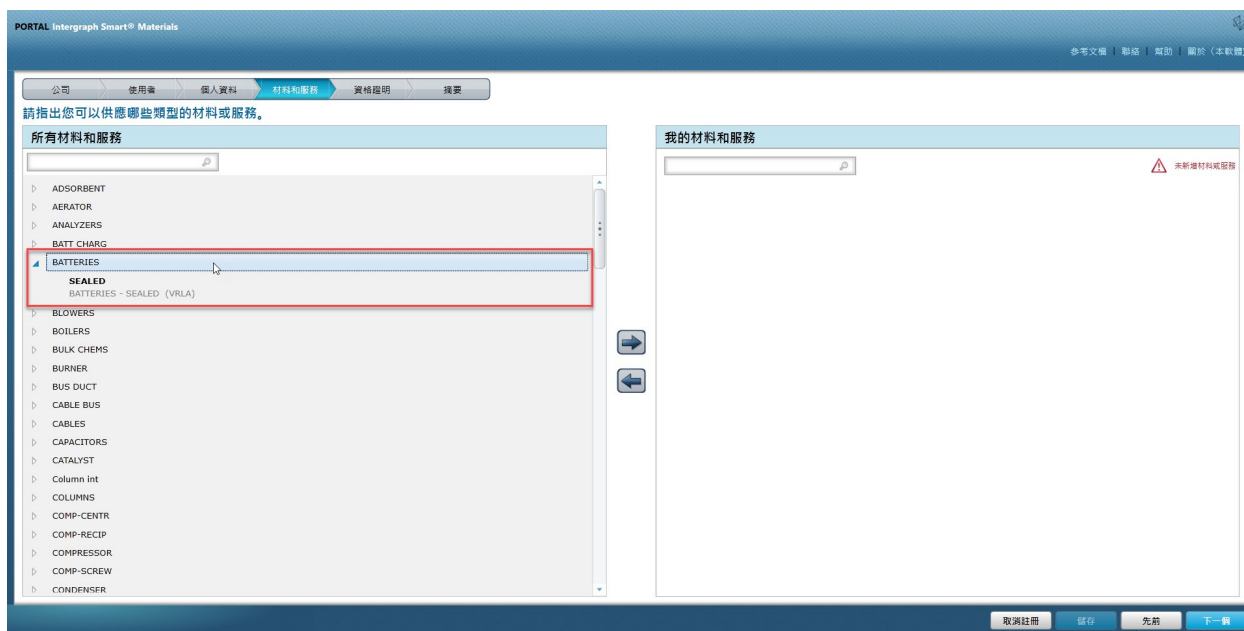 PORTAL Intergraph Smart® Materials
參考文檔 聯絡 幫助 關於（本軟體
公司 使用者 個人資料 材料和服務 資格證明 摘要
請指出您可以供應哪些類型的材料或服務。
所有材料和服務
ADSORBENT
AERATOR
ANALYZERS
BATT CHARG
BATTERIES
SEALED
BATTERIES - SEALED (VRLA)
BLOWERS
BOILERS
BULK CHEMS
BURNER
BUS DUCT
CABLE BUS
CABLES
CAPACITORS
CATALYST
Column int
COLUMNS
COMP-CENTR
COMP-RECIP
COMPRESSOR
COMP-SCREW
CONDENSER
我的材料和服務
未新增材料或服務
取消註冊 儲存 先前 下一個